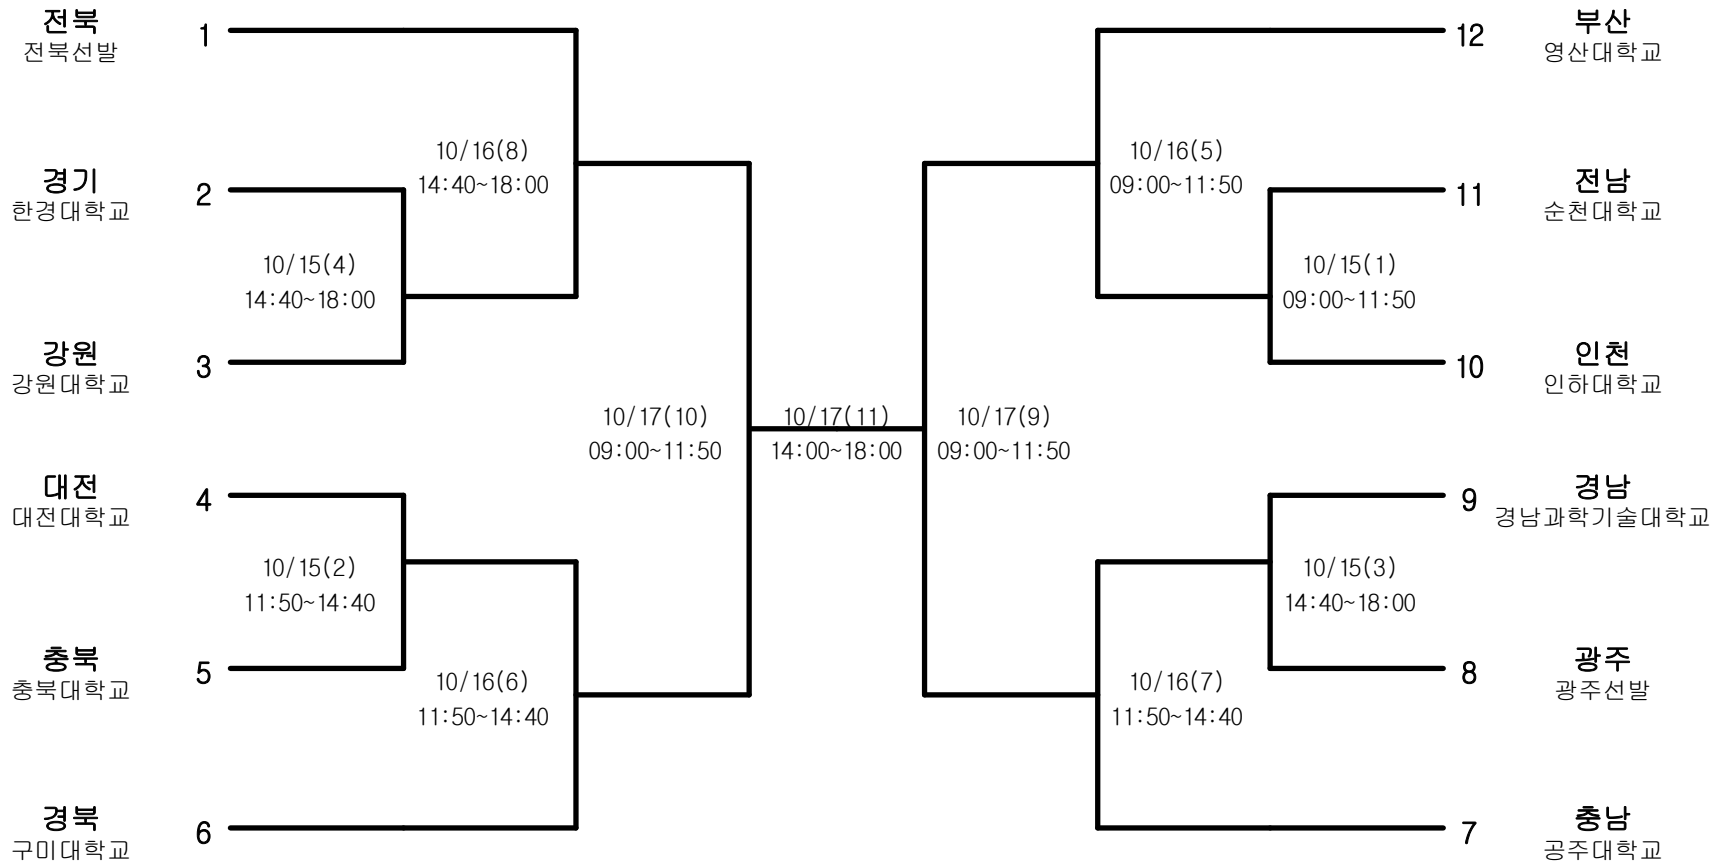 전북
전북선발
1
12
부산
영산대학교
10/16(8)
14:40~18:00
10/16(5)
09:00~11:50
경기
한경대학교
2
11
전남
순천대학교
10/15(4)
14:40~18:00
10/15(1)
09:00~11:50
강원
강원대학교
3
10
인천
인하대학교
10/17(10)
09:00~11:50
10/17(11)
14:00~18:00
10/17(9)
09:00~11:50
대전
대전대학교
4
9
경남
경남과학기술대학교
10/15(2)
11:50~14:40
10/15(3)
14:40~18:00
충북
충북대학교
5
8
광주
광주선발
10/16(6)
11:50~14:40
10/16(7)
11:50~14:40
경북
구미대학교
6
7
충남
공주대학교